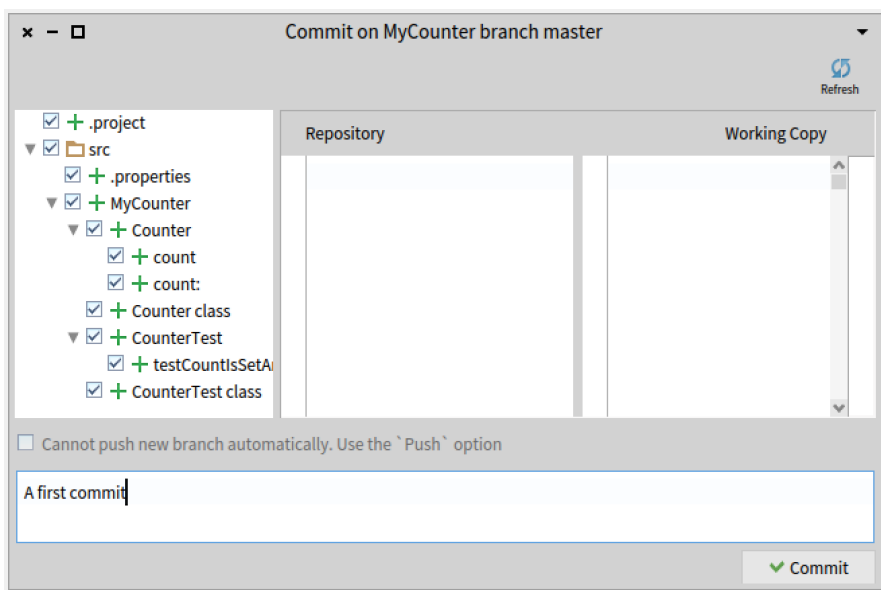 Commit on MyCounter branch master
Refresh
.project
src
.properties
MyCounter
Counter
count
count:
Counter class
CounterTest
testCountIsSetA
CounterTest class
Repository
Working Copy
Cannot push new branch automatically. Use the `Push` option
A first commit
Commit